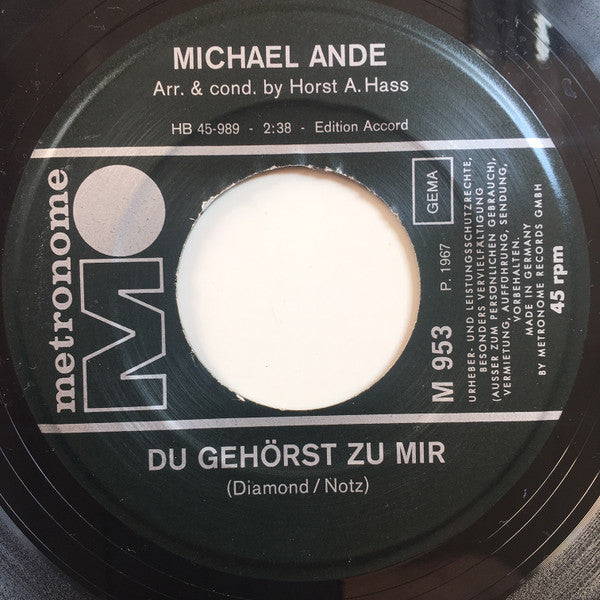 MICHAEL ANDE
Arr. & cond. by Horst A. Hass
HB 45-989 - 2:38 - Edition Accord
metronome
M
GEMA
M 953
P. 1967
URHEBER- UND LEISTUNGSSCHUTZRECHTE,
BESONDERS VERVIELFÄLTIGUNG
(AUSSER ZUM PERSÖNLICHEN GEBRAUCH),
VERMIETUNG, AUFFÜHRUNG, SENDUNG,
VORBEHALTEN.
MADE IN GERMANY
BY METRONOME RECORDS GMBH
45 rpm
DU GEHÖRST ZU MIR
(Diamond/Notz)